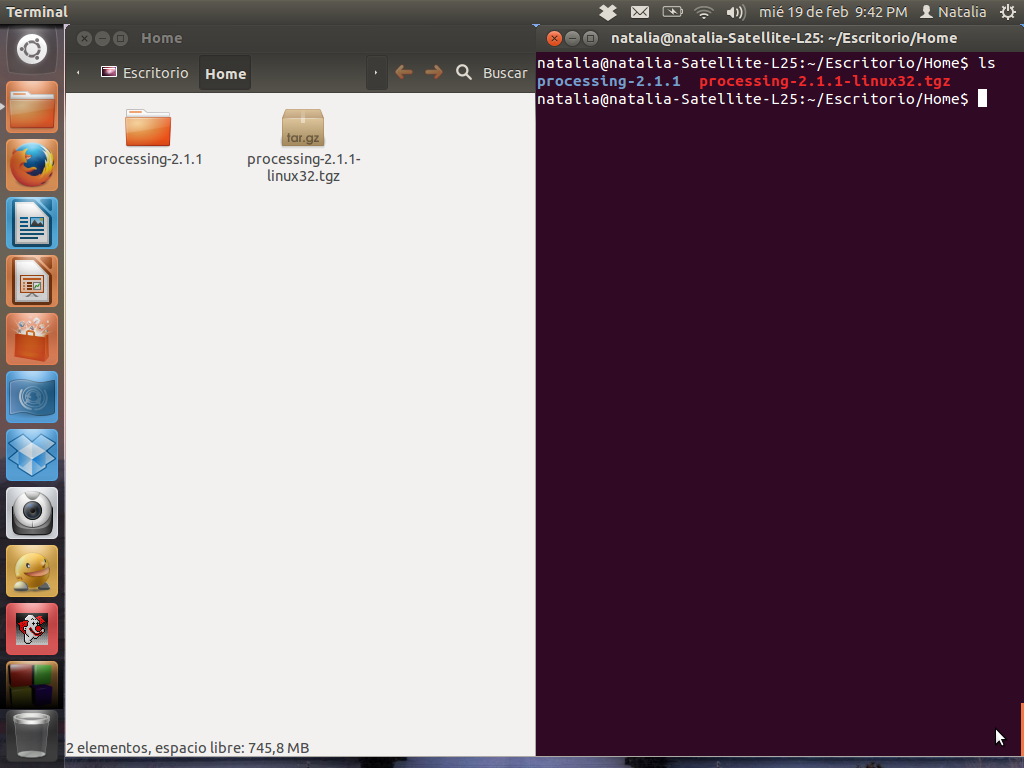 Terminal
mié 19 de feb 9:42 PM Natalia
Home
Escritorio Home Buscar
processing-2.1.1
tar.gz
processing-2.1.1-
linux32.tgz
2 elementos, espacio libre: 745,8 MB
natalia@natalia-Satellite-L25: ~/Escritorio/Home
natalia@natalia-Satellite-L25:~/Escritorio/Home$ ls
processing-2.1.1 processing-2.1.1-linux32.tgz
natalia@natalia-Satellite-L25:~/Escritorio/Home$